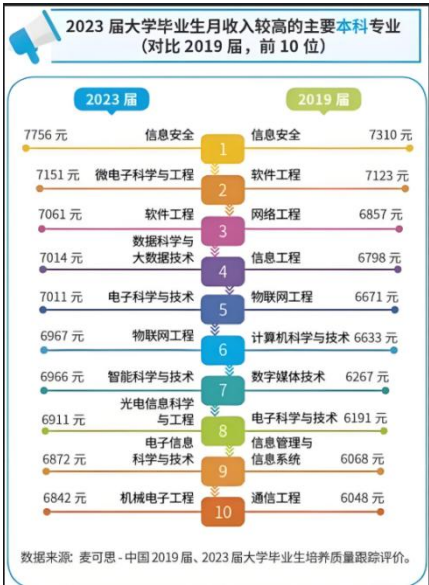 2023 届大学毕业生月收入较高的主要本科专业
（对比 2019 届，前 10 位）
2023 届
2019 届
7756 元 信息安全 1 信息安全 7310 元
7151 元 微电子科学与工程 2 软件工程 7123 元
7061 元 软件工程 3 网络工程 6857 元
数据科学与
7014 元 大数据技术 4 信息工程 6798 元
7011 元 电子科学与技术 5 物联网工程 6671 元
6967 元 物联网工程 6 计算机科学与技术 6633 元
6966 元 智能科学与技术 7 数字媒体技术 6267 元
光电信息科学
6911 元 与工程 8 电子科学与技术 6191 元
电子信息 信息管理与
6872 元 科学与技术 9 信息系统 6068 元
6842 元 机械电子工程 10 通信工程 6048 元
数据来源：麦可思 - 中国 2019 届、2023 届大学毕业生培养质量跟踪评价。